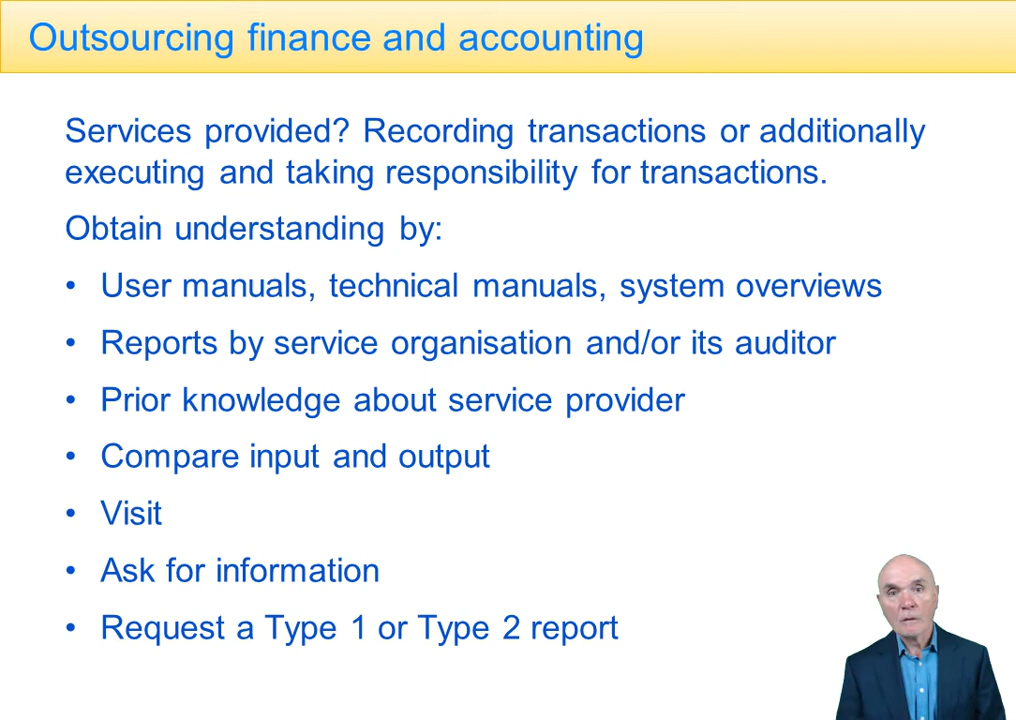 Outsourcing finance and accounting
Services provided? Recording transactions or additionally
executing and taking responsibility for transactions.
Obtain understanding by:
• User manuals, technical manuals, system overviews
• Reports by service organisation and/or its auditor
• Prior knowledge about service provider
• Compare input and output
• Visit
• Ask for information
• Request a Type 1 or Type 2 report